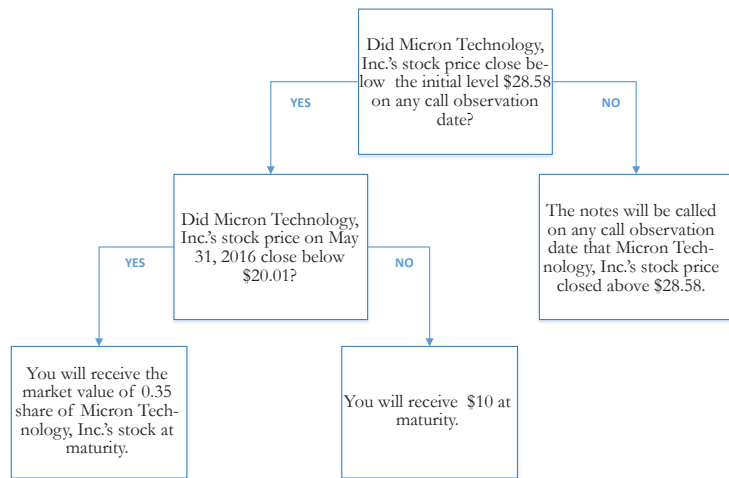 Did Micron Technology,
Inc.'s stock price close be-
low the initial level $28.58
on any call observation
date?
YES
NO
Did Micron Technology,
Inc.'s stock price on May
31, 2016 close below
$20.01?
The notes will be called
on any call observation
date that Micron Tech-
nology, Inc.'s stock price
closed above $28.58.
YES
NO
You will receive the
market value of 0.35
share of Micron Tech-
nology, Inc.'s stock at
maturity.
You will receive $10 at
maturity.